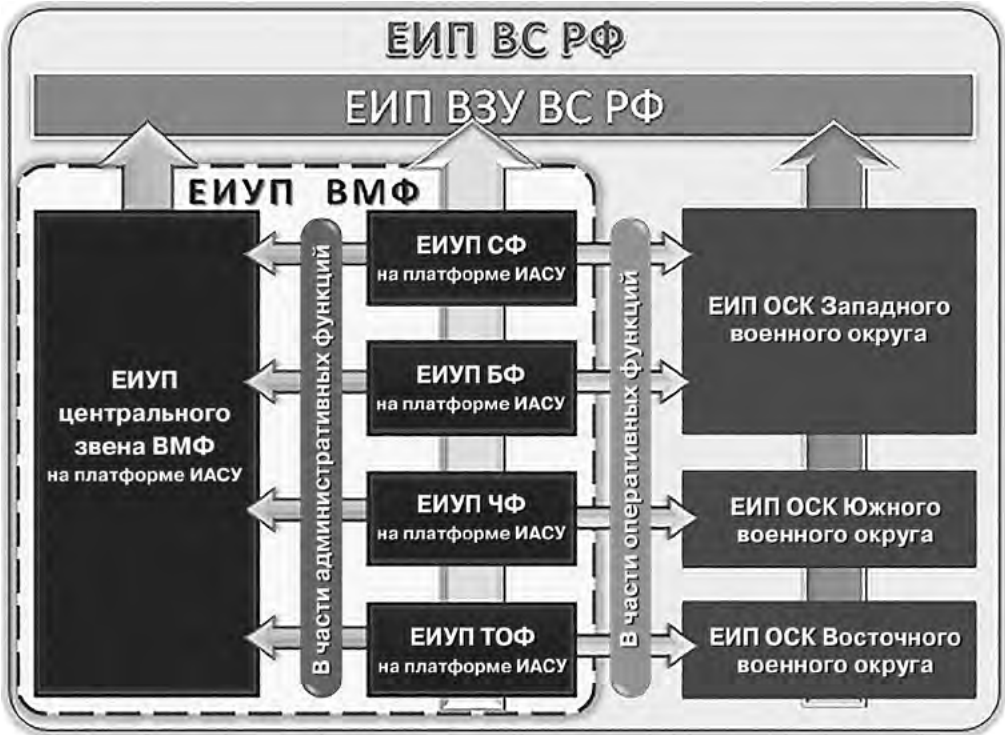 ЕИП ВС РФ
ЕИП ВЗУ ВС РФ
ЕИУП ВМФ
ЕИУП
центрального
звена ВМФ
на платформе ИАСУ
В части административных функций
ЕИУП СФ
на платформе ИАСУ
ЕИУП БФ
на платформе ИАСУ
ЕИУП ЧФ
на платформе ИАСУ
ЕИУП ТОФ
на платформе ИАСУ
В части оперативных функций
ЕИП ОСК Западного
военного округа
ЕИП ОСК Южного
военного округа
ЕИП ОСК Восточного
военного округа